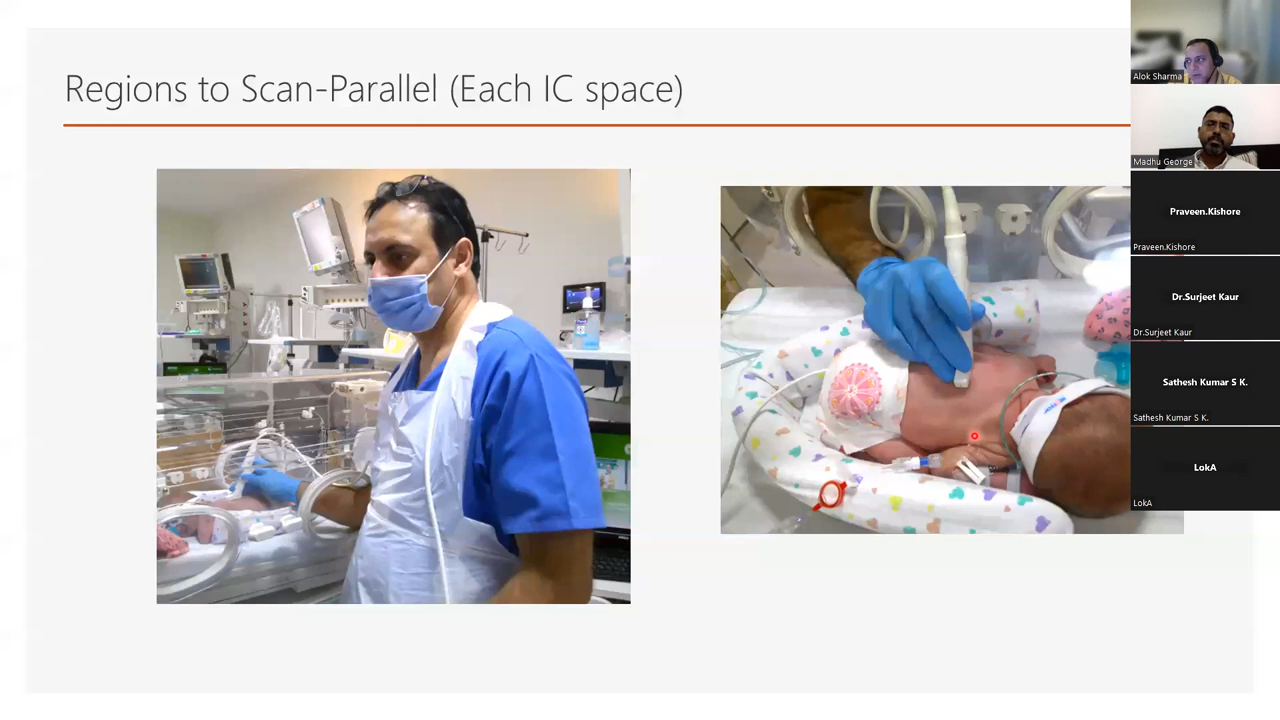 Regions to Scan-Parallel (Each IC space)
Alok Sharma
Madhu George
Praveen.Kishore
Praveen.Kishore
Dr.Surjeet Kaur
Dr.Surjeet Kaur
Sathesh Kumar S K.
Sathesh Kumar S K.
LokA
LokA